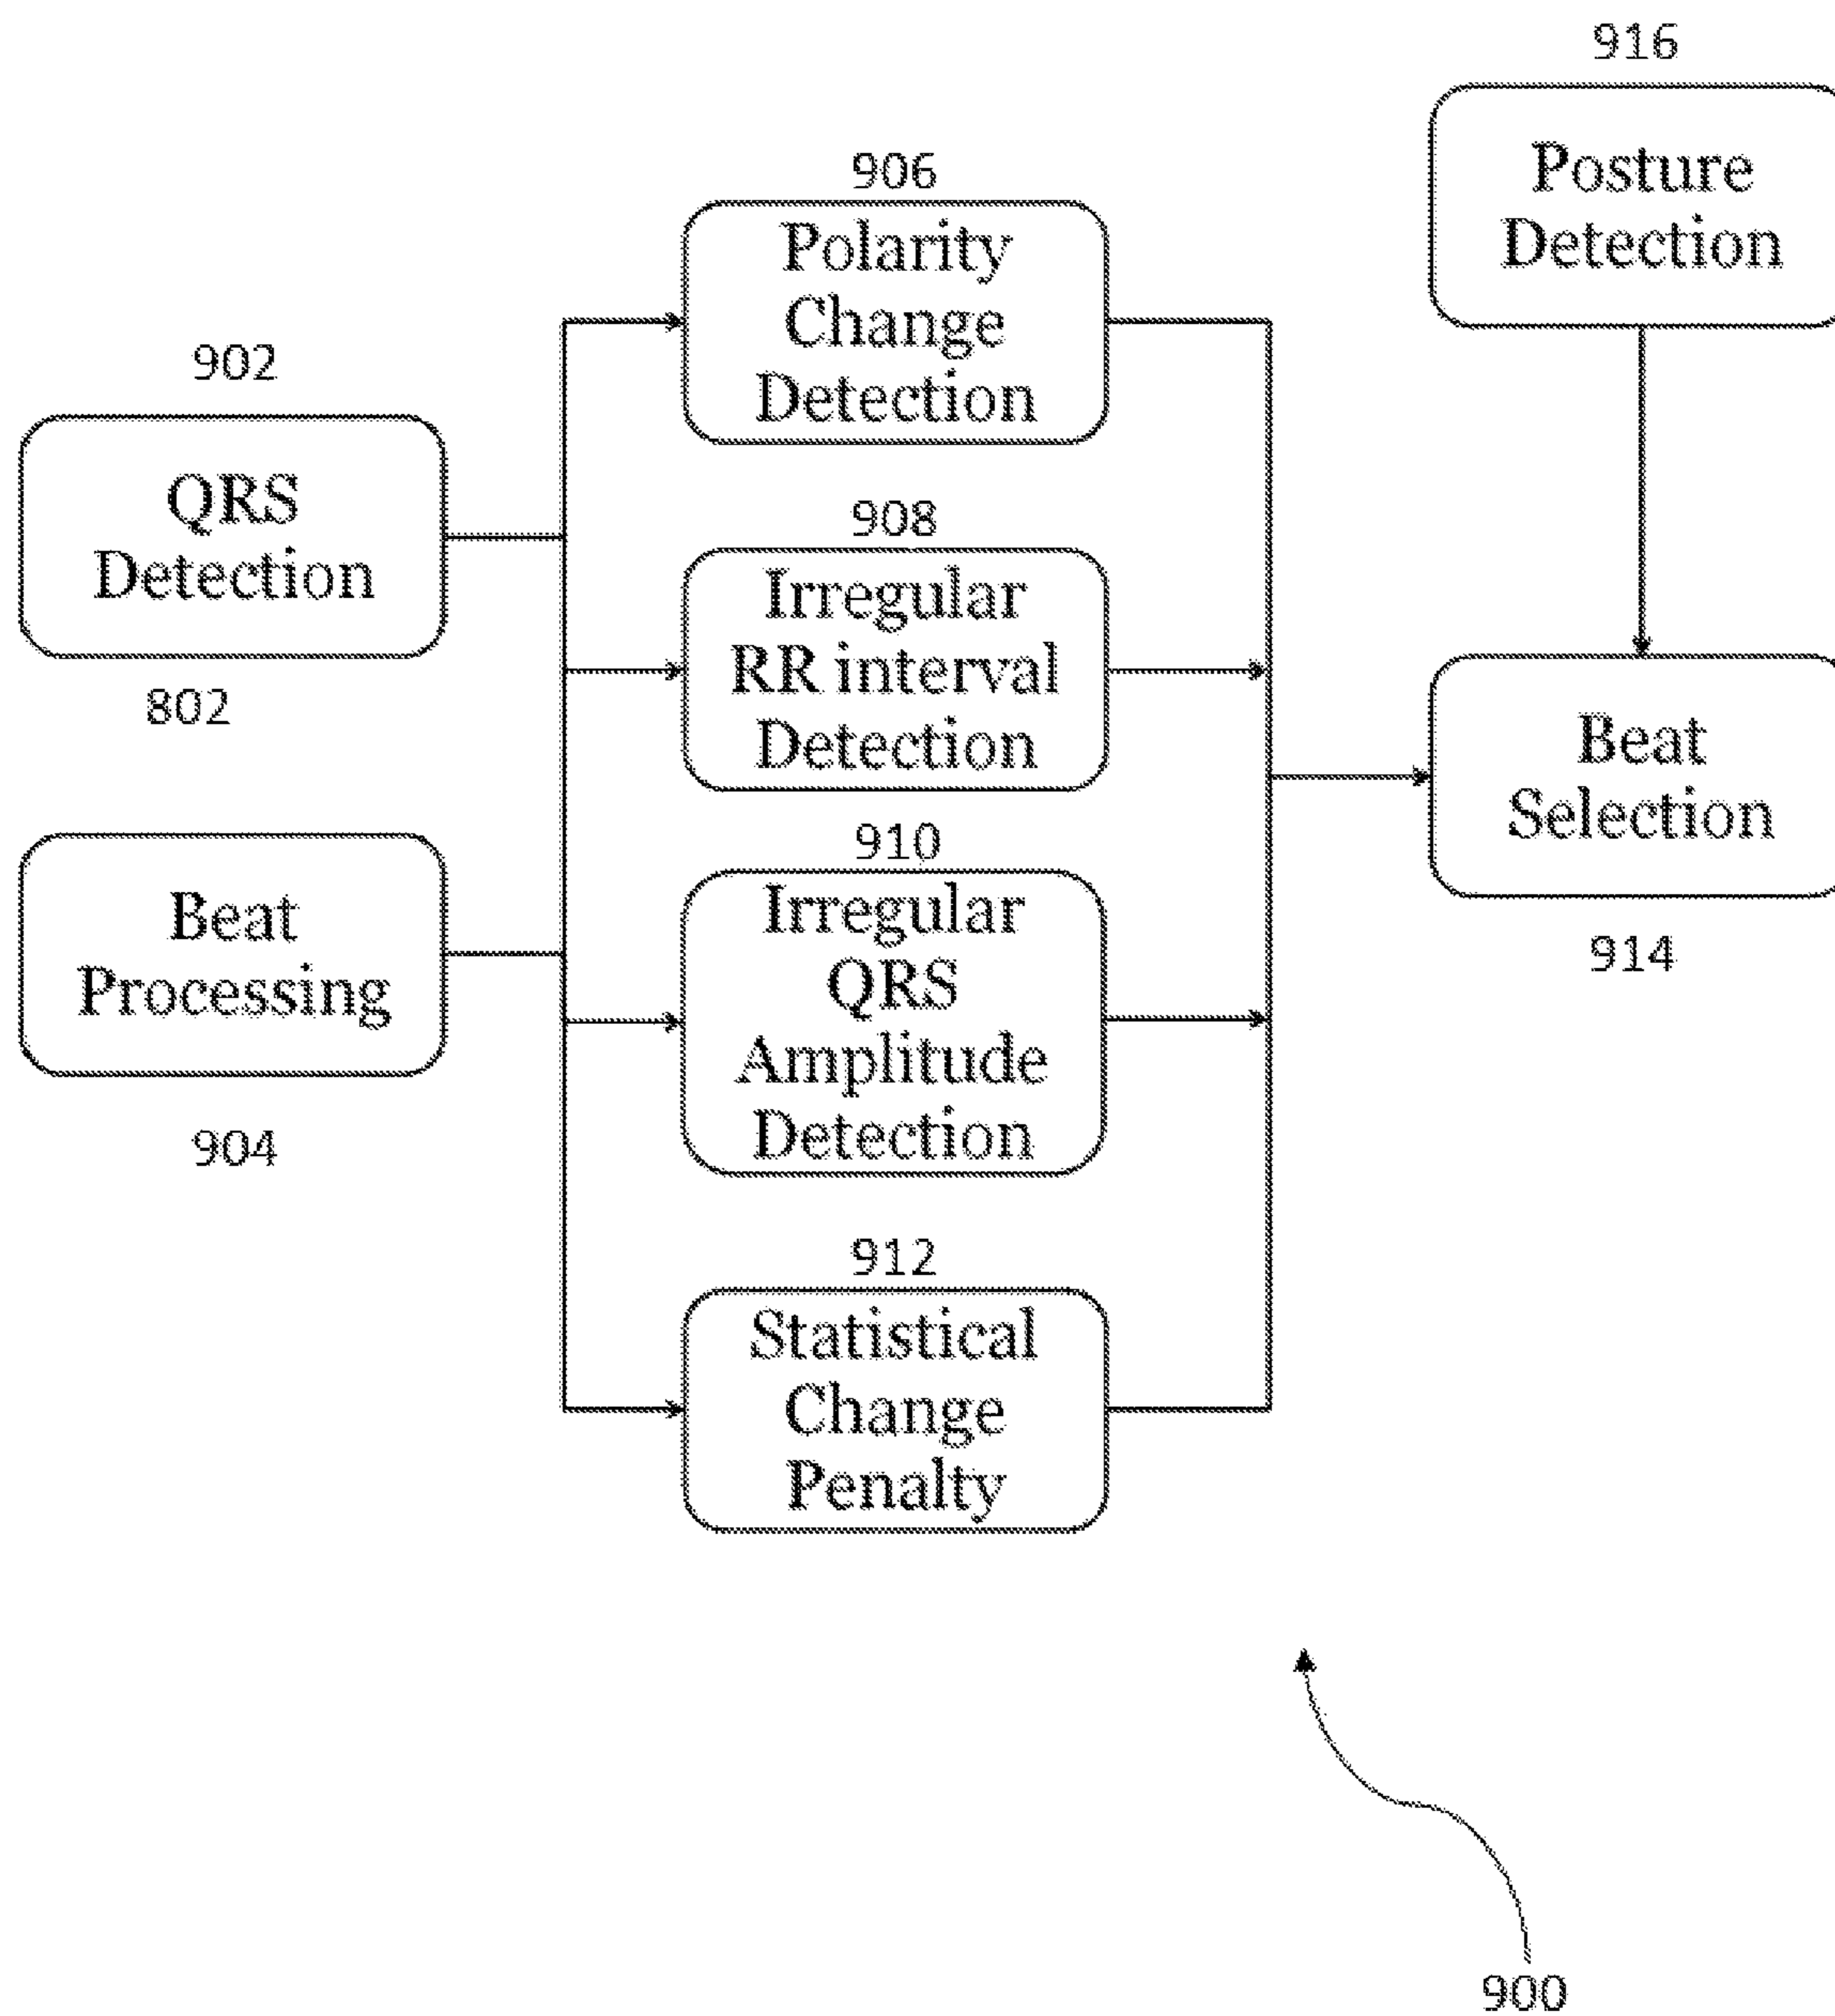 916
Posture
Detection
906
Polarity
Change
Detection
902
QRS
Detection
802
908
Irregular
RR interval
Detection
Beat
Selection
914
910
Irregular
QRS
Amplitude
Detection
Beat
Processing
904
912
Statistical
Change
Penalty
900